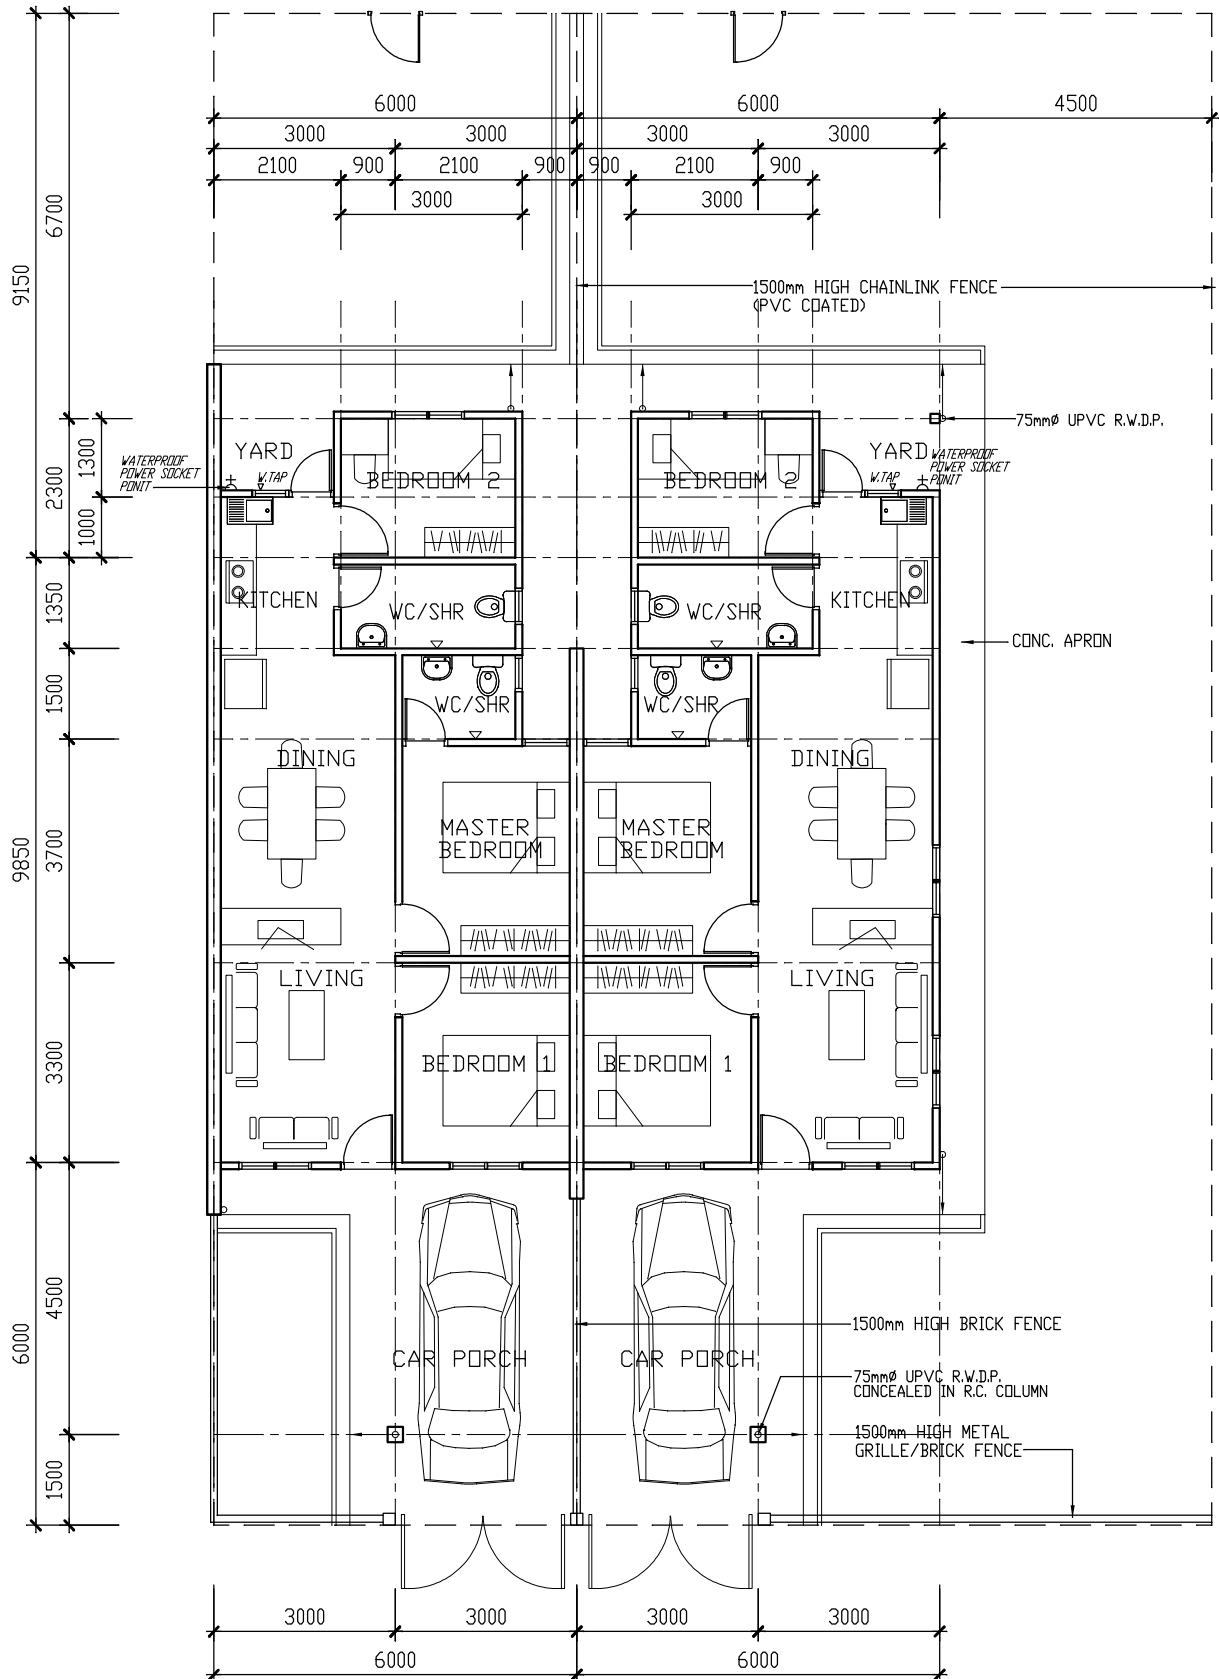 6000
6000
4500
3000
3000
3000
3000
2100
900
2100
900
900
2100
900
3000
3000
6700
9150
1500mm HIGH CHAINLINK FENCE
(PVC COATED)
75mmØ UPVC R.W.D.P.
YARD
W.TAP
WATERPROOF
POWER SOCKET
PONIT
BEDROOM 2
BEDROOM 2
YARD
W.TAP
WATERPROOF
POWER SOCKET
PONIT
1300
2300
1000
KITCHEN
WC/SHR
WC/SHR
KITCHEN
1350
CONC. APRON
1500
WC/SHR
WC/SHR
DINING
DINING
MASTER
BEDROOM
MASTER
BEDROOM
3700
9850
LIVING
LIVING
BEDROOM 1
BEDROOM 1
3300
4500
6000
1500mm HIGH BRICK FENCE
CAR PORCH
CAR PORCH
75mmØ UPVC R.W.D.P.
CONCEALED IN R.C. COLUMN
1500mm HIGH METAL
GRILLE/BRICK FENCE
1500
3000
3000
3000
3000
6000
6000